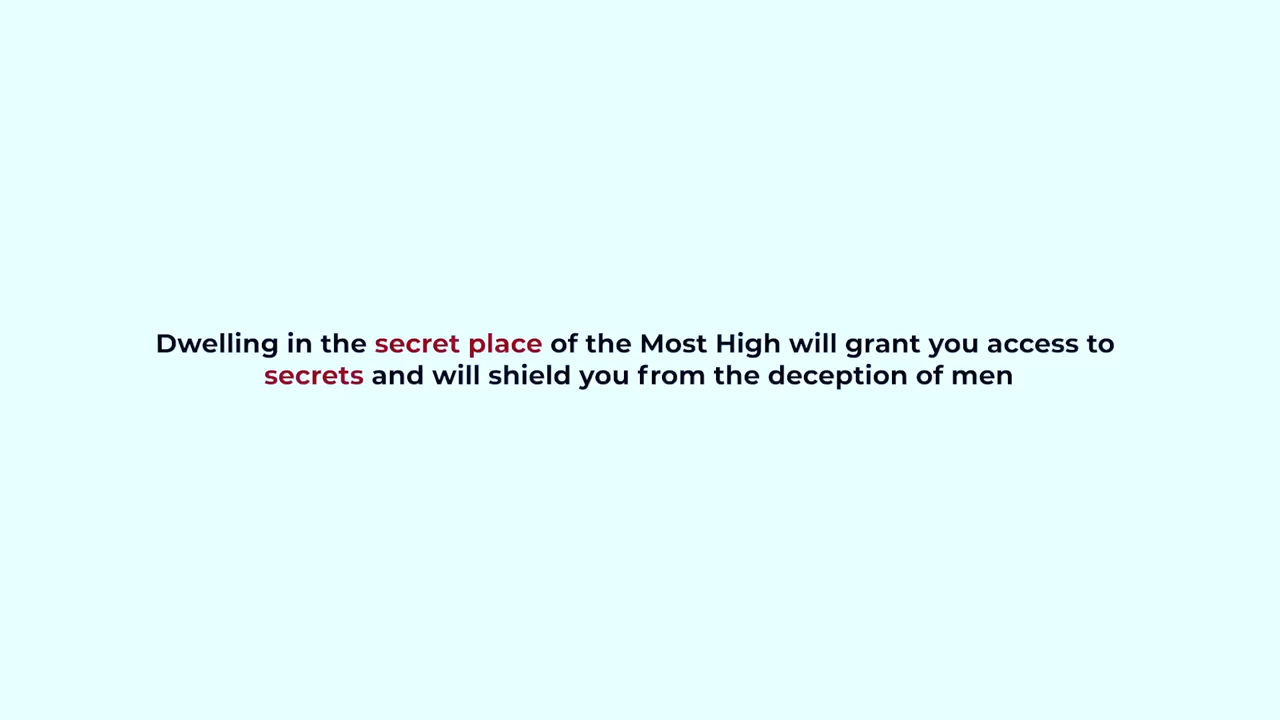 Dwelling in the secret place of the Most High will grant you access to
secrets and will shield you from the deception of men